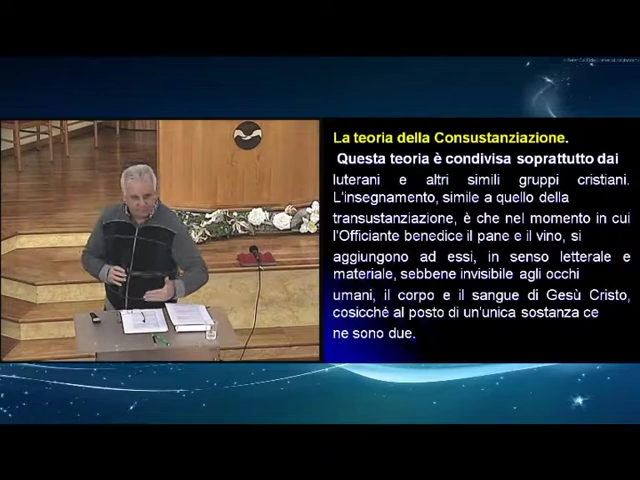 La teoria della Consustanziazione.
Questa teoria è condivisa soprattutto dai
luterani e altri simili gruppi cristiani.
L'insegnamento, simile a quello della
transustanziazione, è che nel momento in cui
l'Officiante benedice il pane e il vino, si
aggiungono ad essi, in senso letterale e
materiale, sebbene invisibile agli occhi
umani, il corpo e il sangue di Gesù Cristo,
cosicché al posto di un'unica sostanza ce
ne sono due.